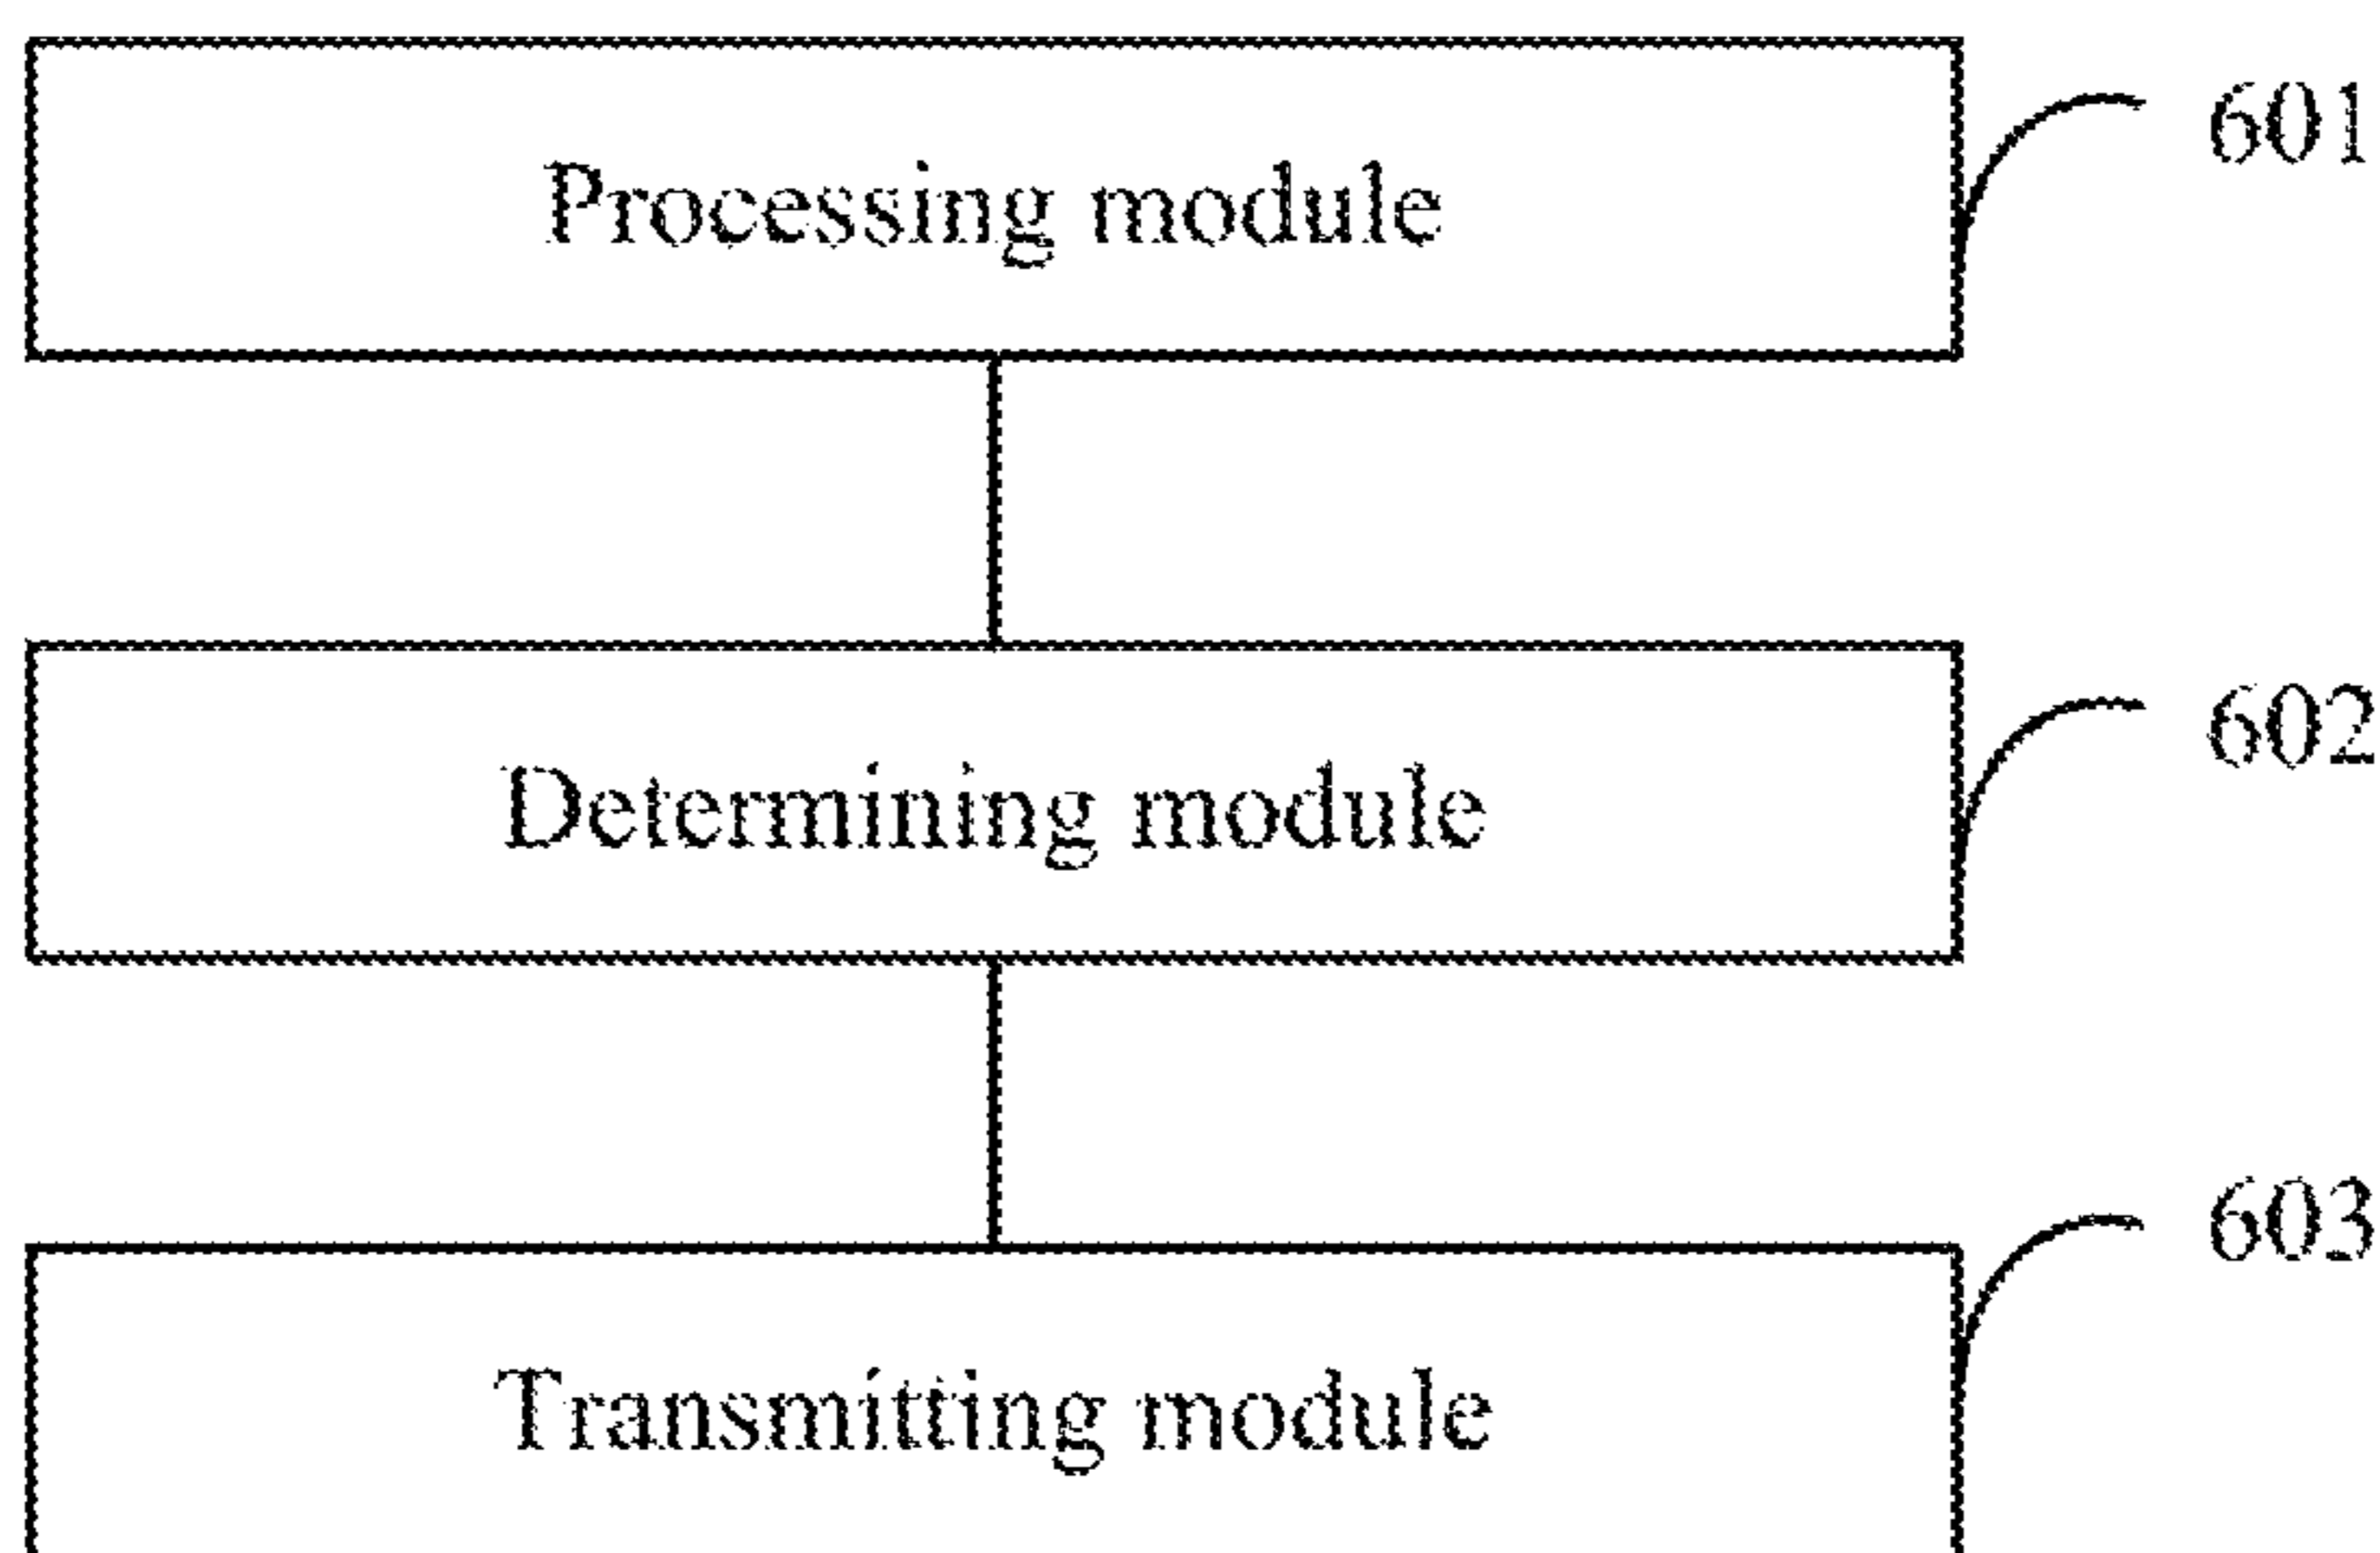 601
Processing module
602
Determining module
603
Transmitting module